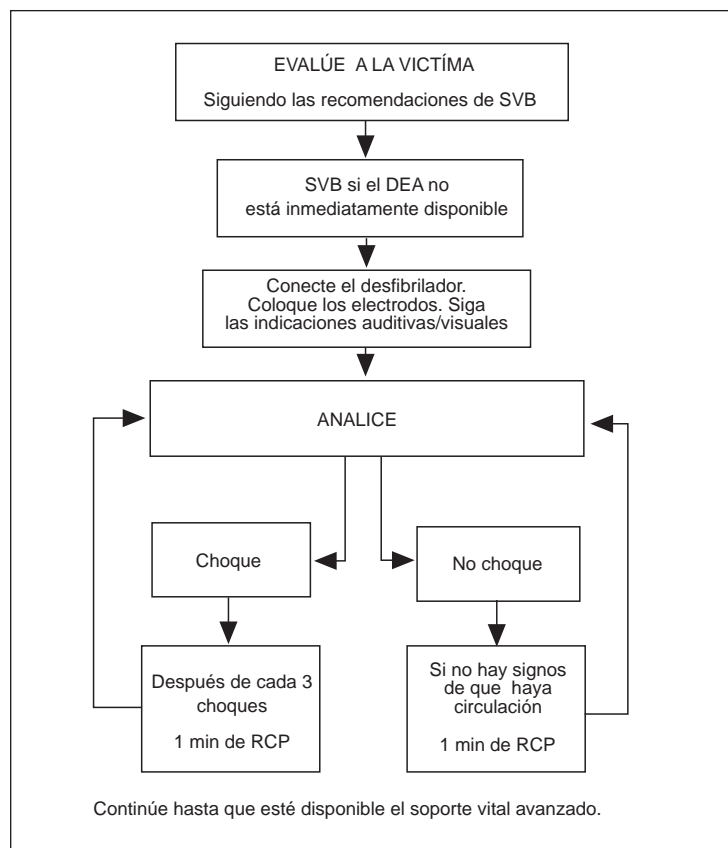 EVALÚE A LA VICTÍMA
Siguiendo las recomendaciones de SVB
SVB si el DEA no
está inmediatamente disponible
Conecte el desfibrilador.
Coloque los electrodos. Siga
las indicaciones auditivas/visuales
ANALICE
Choque
No choque
Después de cada 3
choques
1 min de RCP
Si no hay signos
de que haya
circulación
1 min de RCP
Continúe hasta que esté disponible el soporte vital avanzado.